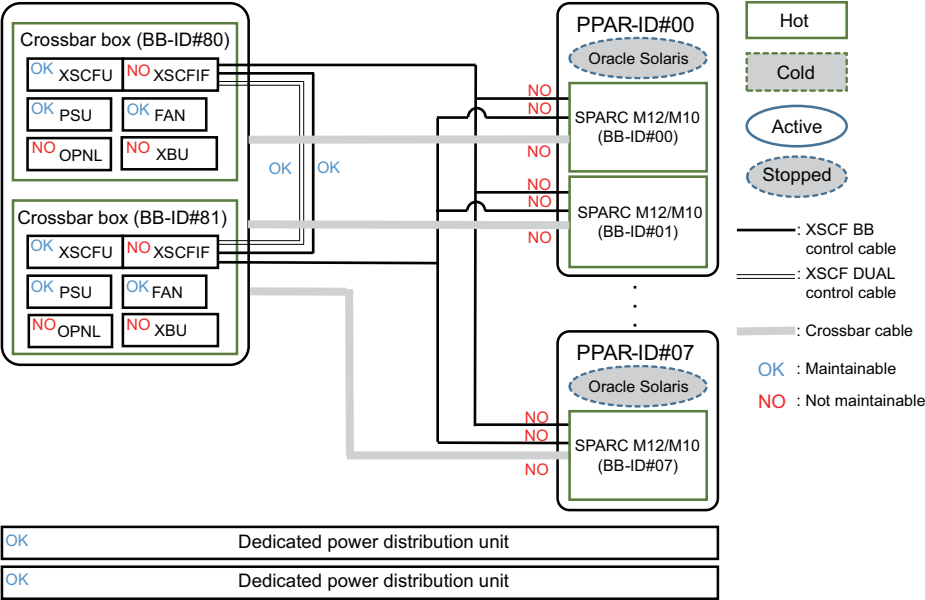 Crossbar box (BB-ID#80)
OK XSCFU
NO XSCFIF
OK PSU
OK FAN
NO OPNL
NO XBU
Crossbar box (BB-ID#81)
OK XSCFU
NO XSCFIF
OK PSU
OK FAN
NO OPNL
NO XBU
OK
OK
PPAR-ID#00
Oracle Solaris
NO
NO
SPARC M12/M10
(BB-ID#00)
NO
NO
NO
SPARC M12/M10
(BB-ID#01)
NO
PPAR-ID#07
Oracle Solaris
NO
NO
SPARC M12/M10
(BB-ID#07)
NO
Hot
Cold
Active
Stopped
: XSCF BB
control cable
: XSCF DUAL
control cable
: Crossbar cable
OK : Maintainable
NO : Not maintainable
OK Dedicated power distribution unit
OK Dedicated power distribution unit